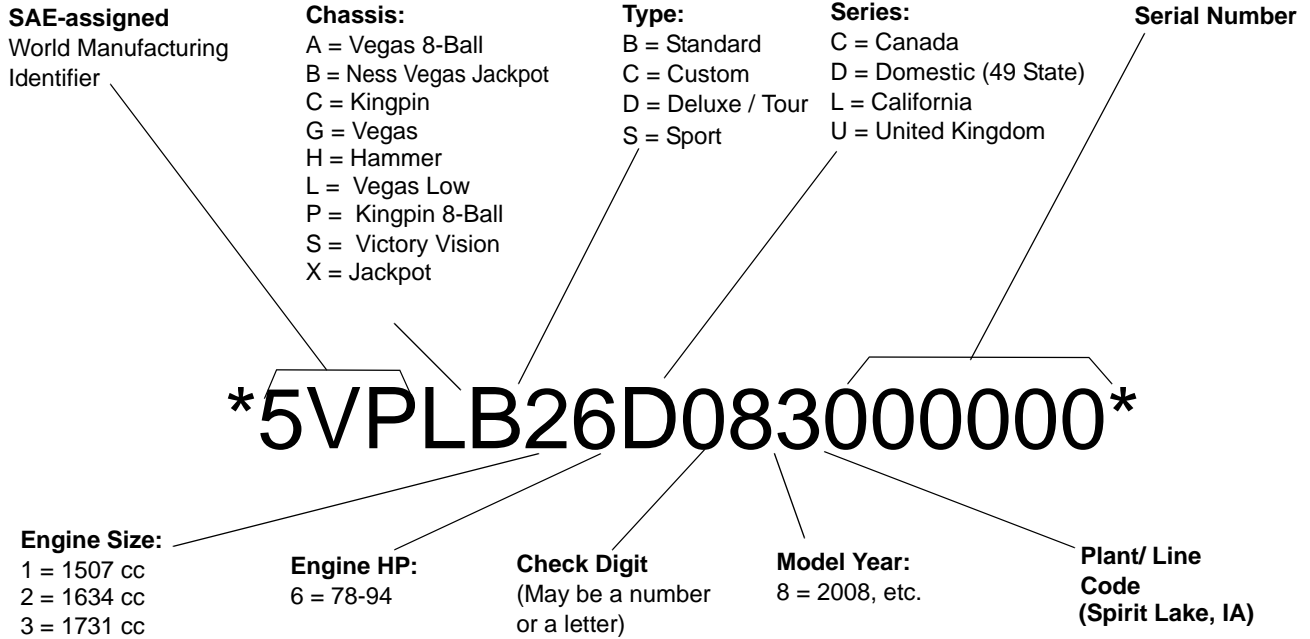 SAE-assigned
World Manufacturing
Identifier
Chassis:
A = Vegas 8-Ball
B = Ness Vegas Jackpot
C = Kingpin
G = Vegas
H = Hammer
L = Vegas Low
P = Kingpin 8-Ball
S = Victory Vision
X = Jackpot
Type:
B = Standard
C = Custom
D = Deluxe / Tour
S = Sport
Series:
C = Canada
D = Domestic (49 State)
L = California
U = United Kingdom
Serial Number
*5VPLB26D083000000*
Engine Size:
1 = 1507 cc
2 = 1634 cc
3 = 1731 cc
Engine HP:
6 = 78-94
Check Digit
(May be a number
or a letter)
Model Year:
8 = 2008, etc.
Plant/ Line
Code
(Spirit Lake, IA)